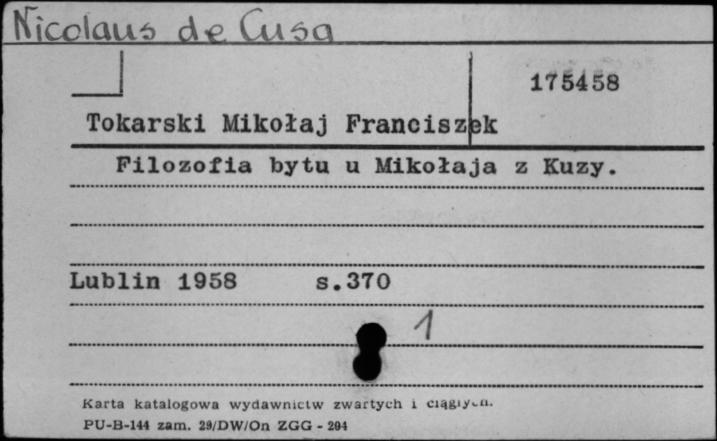 Nicolaus de Cusa
175458
Tokarski Mikołaj Franciszek
Filozofia bytu u Mikołaja z Kuzy.
Lublin 1958 s.370
1
Karta katalogowa wydawnictw zwartych i ciągłych.
PU-B-144 zam. 29/DW/On ZGG - 294